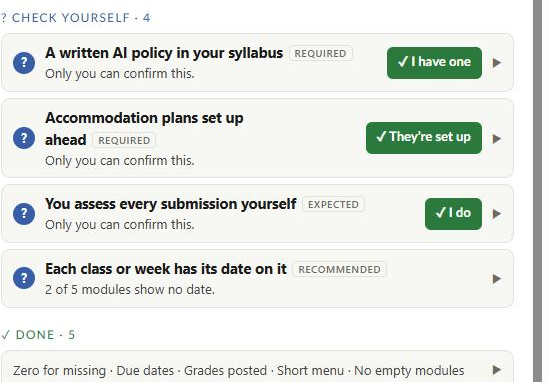 ? CHECK YOURSELF · 4
? A written AI policy in your syllabus REQUIRED
Only you can confirm this.
✓ I have one ▶
? Accommodation plans set up
ahead REQUIRED
Only you can confirm this.
✓ They're set up ▶
? You assess every submission yourself EXPECTED
Only you can confirm this.
✓ I do ▶
? Each class or week has its date on it RECOMMENDED
2 of 5 modules show no date.
▶
✓ DONE · 5
Zero for missing · Due dates · Grades posted · Short menu · No empty modules ▶